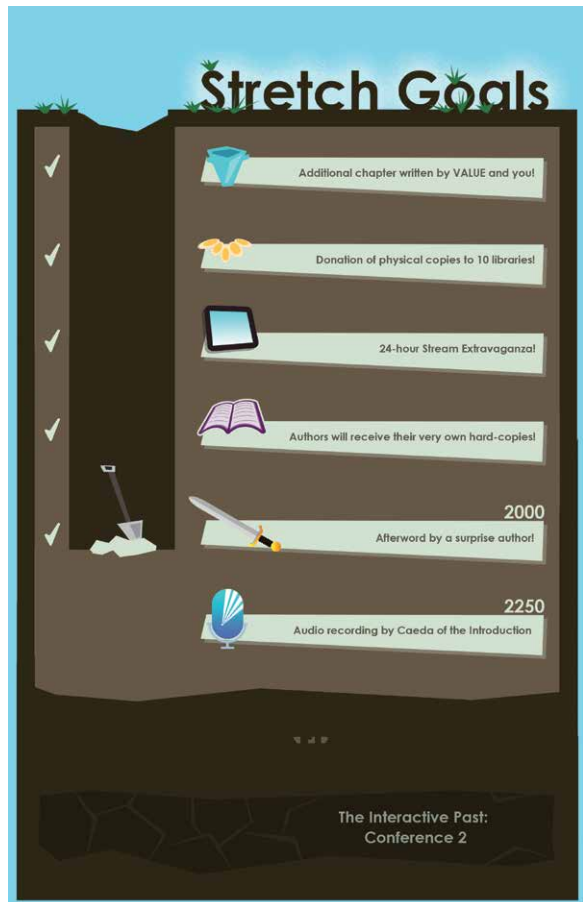 Stretch Goals
Additional chapter written by VALUE and you!
Donation of physical copies to 10 libraries!
24-hour Stream Extravaganza!
Authors will receive their very own hard-copies!
2000
Afterword by a surprise author!
2250
Audio recording by Caeda of the Introduction
The Interactive Past:
Conference 2